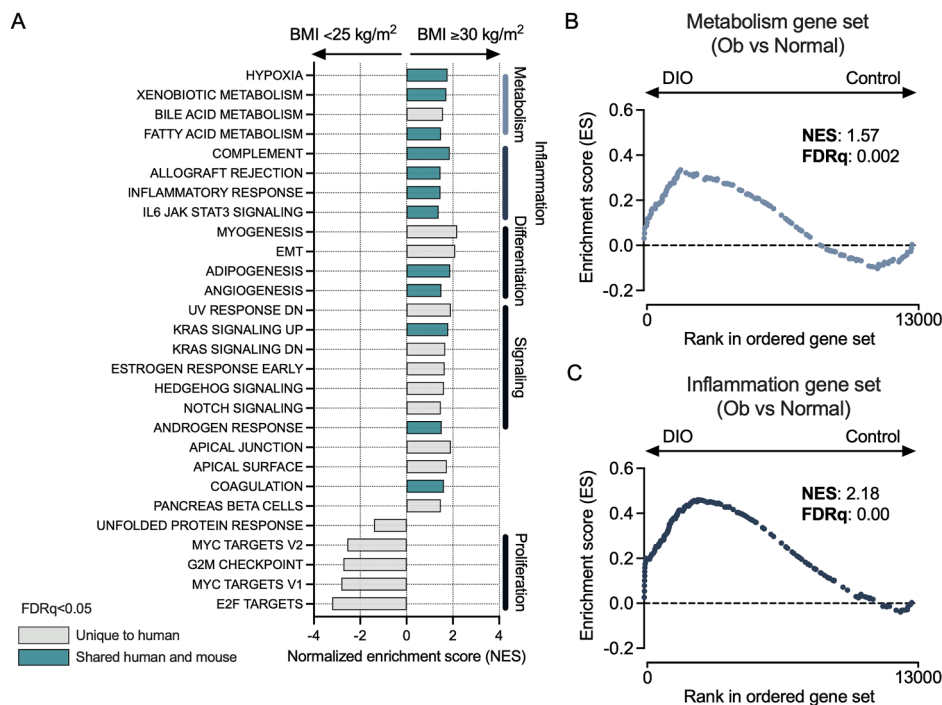 A
BMI <25 kg/m²
BMI ≥30 kg/m²
HYPOXIA
XENOBIOTIC METABOLISM
BILE ACID METABOLISM
FATTY ACID METABOLISM
COMPLEMENT
ALLOGRAFT REJECTION
INFLAMMATORY RESPONSE
IL6 JAK STAT3 SIGNALING
MYOGENESIS
EMT
ADIPOGENESIS
ANGIOGENESIS
UV RESPONSE DN
KRAS SIGNALING UP
KRAS SIGNALING DN
ESTROGEN RESPONSE EARLY
HEDGEHOG SIGNALING
NOTCH SIGNALING
ANDROGEN RESPONSE
APICAL JUNCTION
APICAL SURFACE
COAGULATION
PANCREAS BETA CELLS
UNFOLDED PROTEIN RESPONSE
MYC TARGETS V2
G2M CHECKPOINT
MYC TARGETS V1
E2F TARGETS
Metabolism
Inflammation
Differentiation
Signaling
Proliferation
-4 -2 0 2 4
Normalized enrichment score (NES)
FDRq<0.05
Unique to human
Shared human and mouse
B
Metabolism gene set
(Ob vs Normal)
DIO Control
Enrichment score (ES)
0.6
0.4
0.2
0.0
-0.2
NES: 1.57
FDRq: 0.002
0 13000
Rank in ordered gene set
C
Inflammation gene set
(Ob vs Normal)
DIO Control
Enrichment score (ES)
0.6
0.4
0.2
0.0
-0.2
NES: 2.18
FDRq: 0.00
0 13000
Rank in ordered gene set